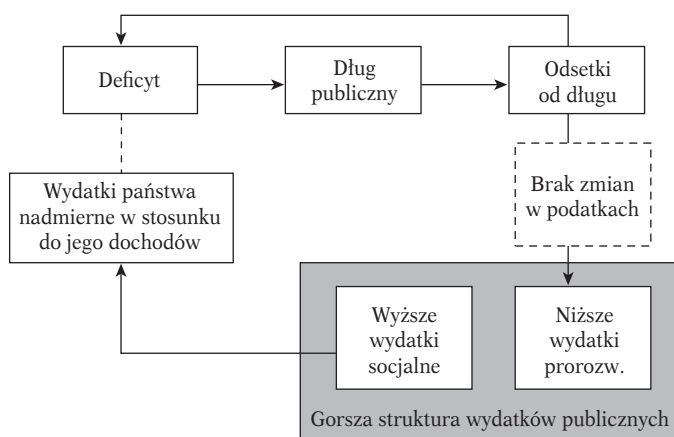 Deficyt
Dług
publiczny
Odsetki
od długu
Wydatki państwa
nadmierne w stosunku
do jego dochodów
Brak zmian
w podatkach
Wyższe
wydatki
socjalne
Niższe
wydatki
prorozw.
Gorsza struktura wydatków publicznych